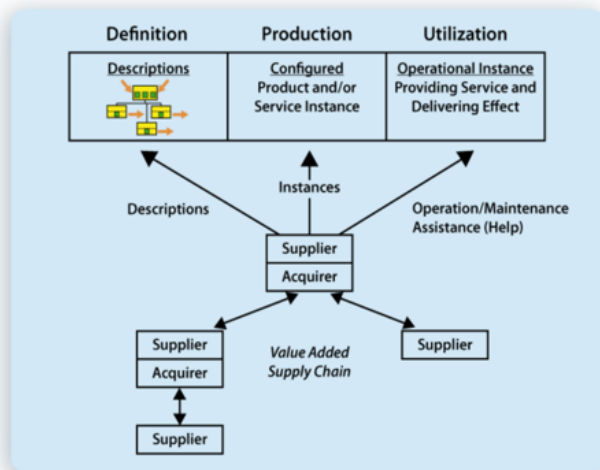 Definition
Production
Utilization
Descriptions
Configured
Product and/or
Service Instance
Operational Instance
Providing Service and
Delivering Effect
Descriptions
Instances
Operation/Maintenance
Assistance (Help)
Supplier
Acquirer
Supplier
Acquirer
Value Added
Supply Chain
Supplier
Supplier